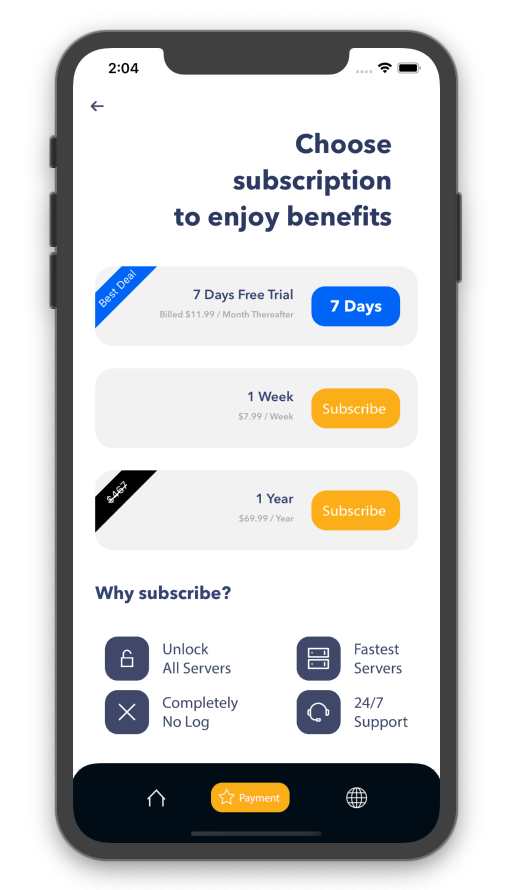 2:04
Choose
subscription
to enjoy benefits
Best Deal
7 Days Free Trial
Billed $11.99 / Month Thereafter
7 Days
1 Week
$7.99 / Week
Subscribe
$467
1 Year
$69.99 / Year
Subscribe
Why subscribe?
Unlock
All Servers
Fastest
Servers
Completely
No Log
24/7
Support
Payment